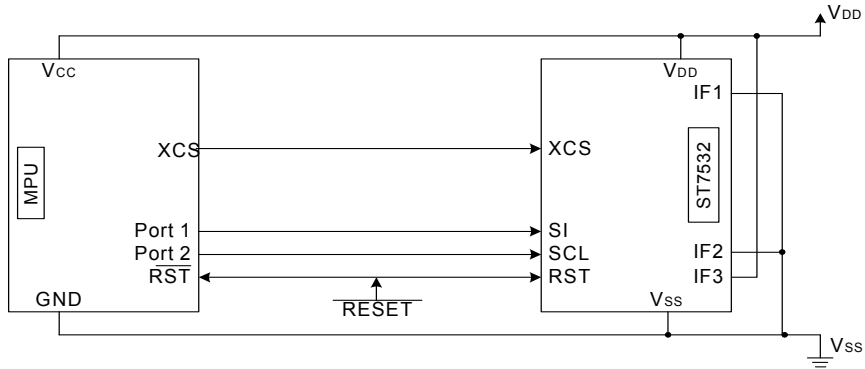 VDD
VCC
VDD
IF1
MPU
XCS
XCS
ST7532
Port 1
SI
Port 2
SCL
IF2
RST
RST
IF3
GND
RESET
VSS
VSS